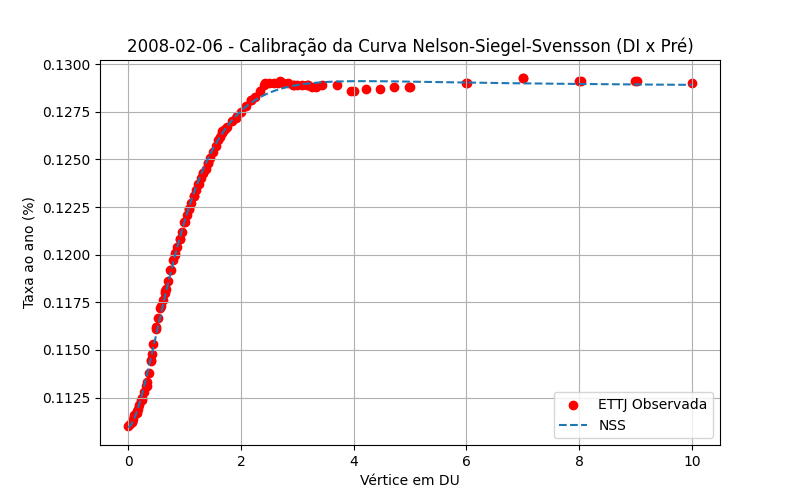 2008-02-06 - Calibração da Curva Nelson-Siegel-Svensson (DI x Pré)
Taxa ao ano (%)
0.1300
0.1275
0.1250
0.1225
0.1200
0.1175
0.1150
0.1125
ETTJ Observada
NSS
0 2 4 6 8 10
Vértice em DU